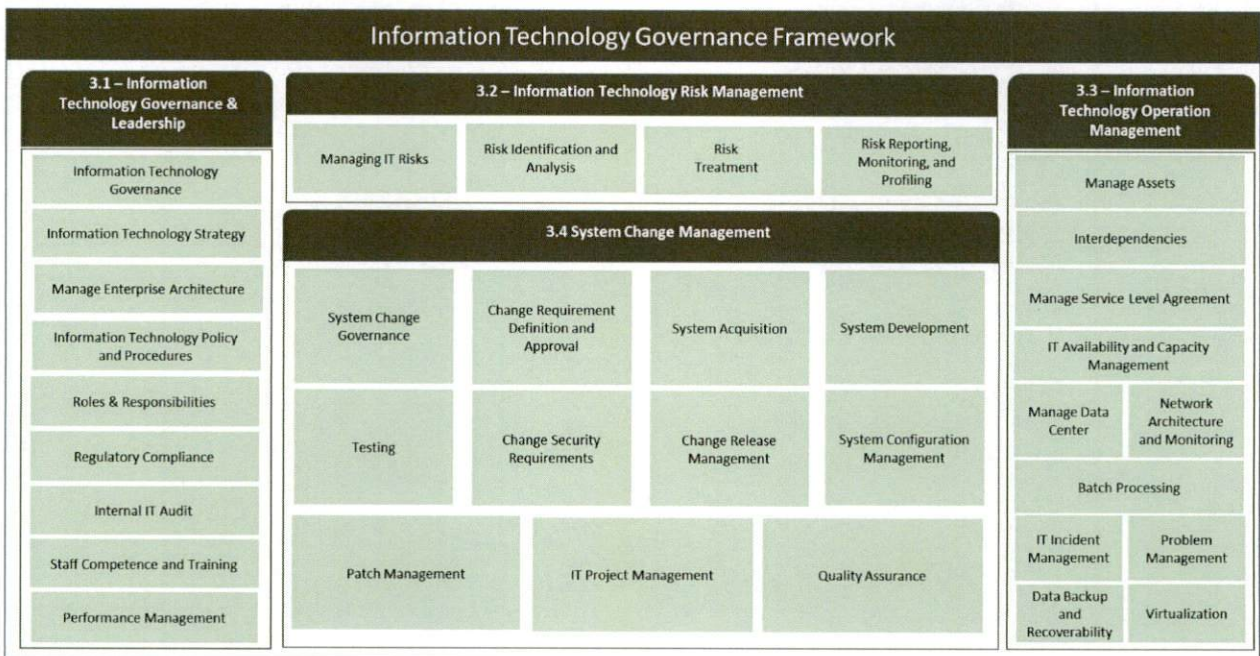 Information Technology Governance Framework
3.1 – Information
Technology Governance &
Leadership
Information Technology
Governance
Information Technology Strategy
Manage Enterprise Architecture
Information Technology Policy
and Procedures
Roles & Responsibilities
Regulatory Compliance
Internal IT Audit
Staff Competence and Training
Performance Management
3.2 – Information Technology Risk Management
Managing IT Risks
Risk Identification and
Analysis
Risk
Treatment
Risk Reporting,
Monitoring, and
Profiling
3.4 System Change Management
System Change
Governance
Change Requirement
Definition and
Approval
System Acquisition
System Development
Testing
Change Security
Requirements
Change Release
Management
System Configuration
Management
Patch Management
IT Project Management
Quality Assurance
3.3 – Information
Technology Operation
Management
Manage Assets
Interdependencies
Manage Service Level Agreement
IT Availability and Capacity
Management
Manage Data
Center
Network
Architecture
and Monitoring
Batch Processing
IT Incident
Management
Problem
Management
Data Backup
and
Recoverability
Virtualization